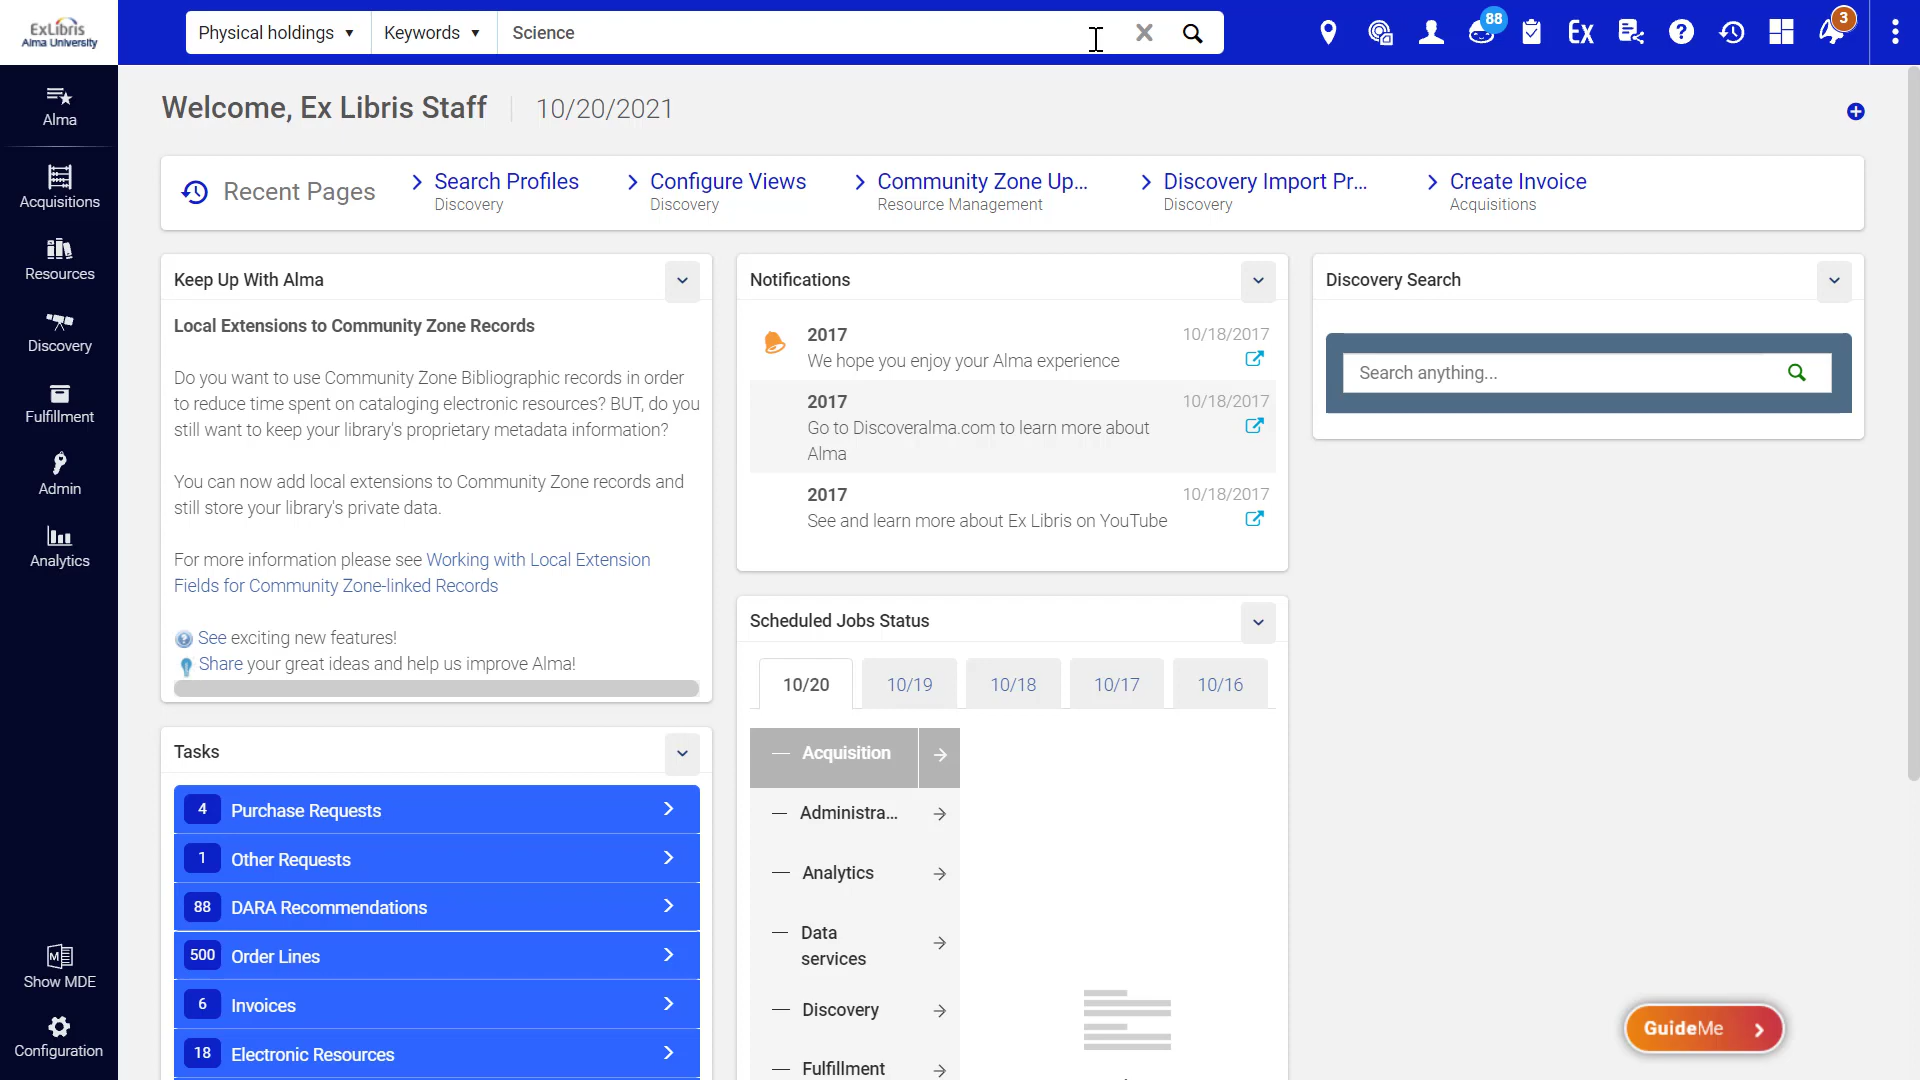 ExLibris
Alma University
Physical holdings
Keywords
Science
88
Ex
3
Alma
Acquisitions
Resources
Discovery
Fulfillment
Admin
Analytics
Show MDE
Configuration
Welcome, Ex Libris Staff
10/20/2021
Recent Pages
Search Profiles
Discovery
Configure Views
Discovery
Community Zone Up...
Resource Management
Discovery Import Pr...
Discovery
Create Invoice
Acquisitions
Keep Up With Alma
Local Extensions to Community Zone Records
Do you want to use Community Zone Bibliographic records in order
to reduce time spent on cataloging electronic resources? BUT, do you
still want to keep your library's proprietary metadata information?
You can now add local extensions to Community Zone records and
still store your library's private data.
For more information please see Working with Local Extension
Fields for Community Zone-linked Records
See exciting new features!
Share your great ideas and help us improve Alma!
Tasks
4 Purchase Requests
1 Other Requests
88 DARA Recommendations
500 Order Lines
6 Invoices
18 Electronic Resources
Notifications
2017 10/18/2017
We hope you enjoy your Alma experience
2017 10/18/2017
Go to Discoveralma.com to learn more about
Alma
2017 10/18/2017
See and learn more about Ex Libris on YouTube
Scheduled Jobs Status
10/20 10/19 10/18 10/17 10/16
Acquisition
Administra...
Analytics
Data
services
Discovery
Fulfillment
Discovery Search
Search anything...
GuideMe